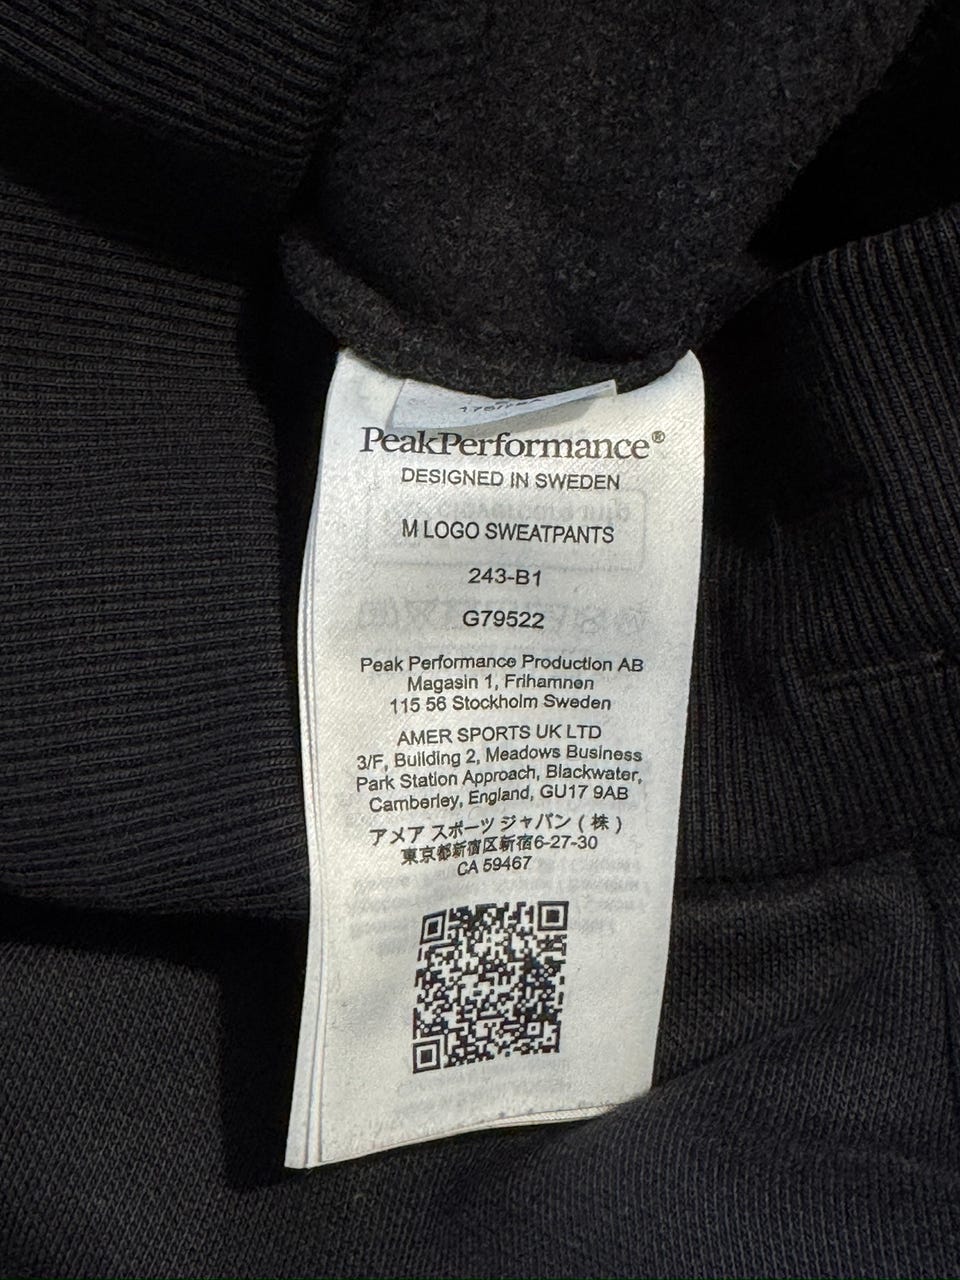 PeakPerformance®
DESIGNED IN SWEDEN
M LOGO SWEATPANTS
243-B1
G79522
Peak Performance Production AB
Magasin 1, Frihamnen
115 56 Stockholm Sweden
AMER SPORTS UK LTD
3/F, Building 2, Meadows Business
Park Station Approach, Blackwater,
Camberley, England, GU17 9AB
アメア スポーツ ジャパン ( 株 )
東京都新宿区新宿6-27-30
CA 59467